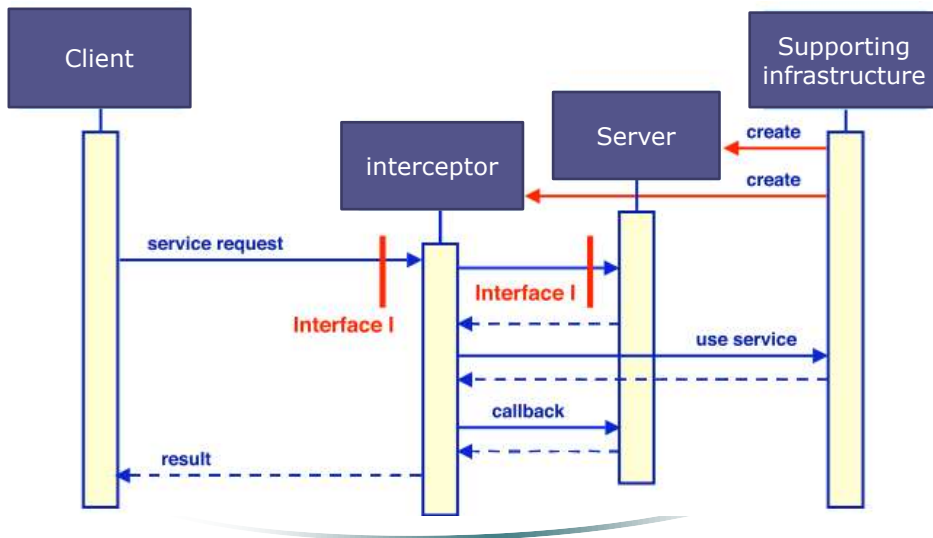 Client
Supporting
infrastructure
Server
create
interceptor
create
service request
Interface I
Interface I
use service
callback
result